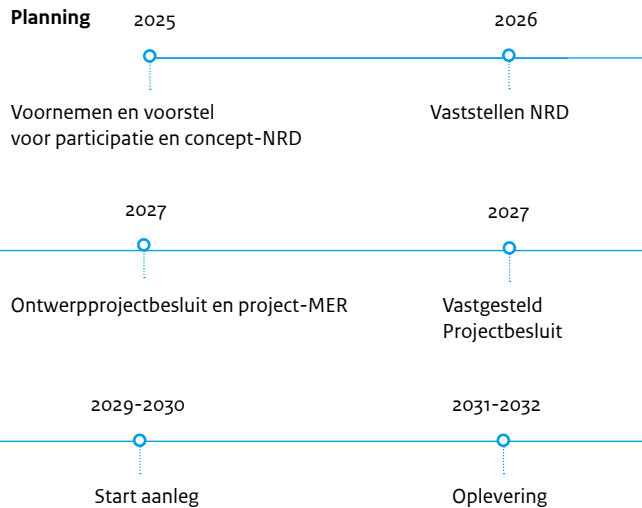 Planning
2025
2026
Voornemen en voorstel
voor participatie en concept-NRD
Vaststellen NRD
2027
2027
Ontwerpprojectbesluit en project-MER
Vastgesteld
Projectbesluit
2029-2030
2031-2032
Start aanleg
Oplevering